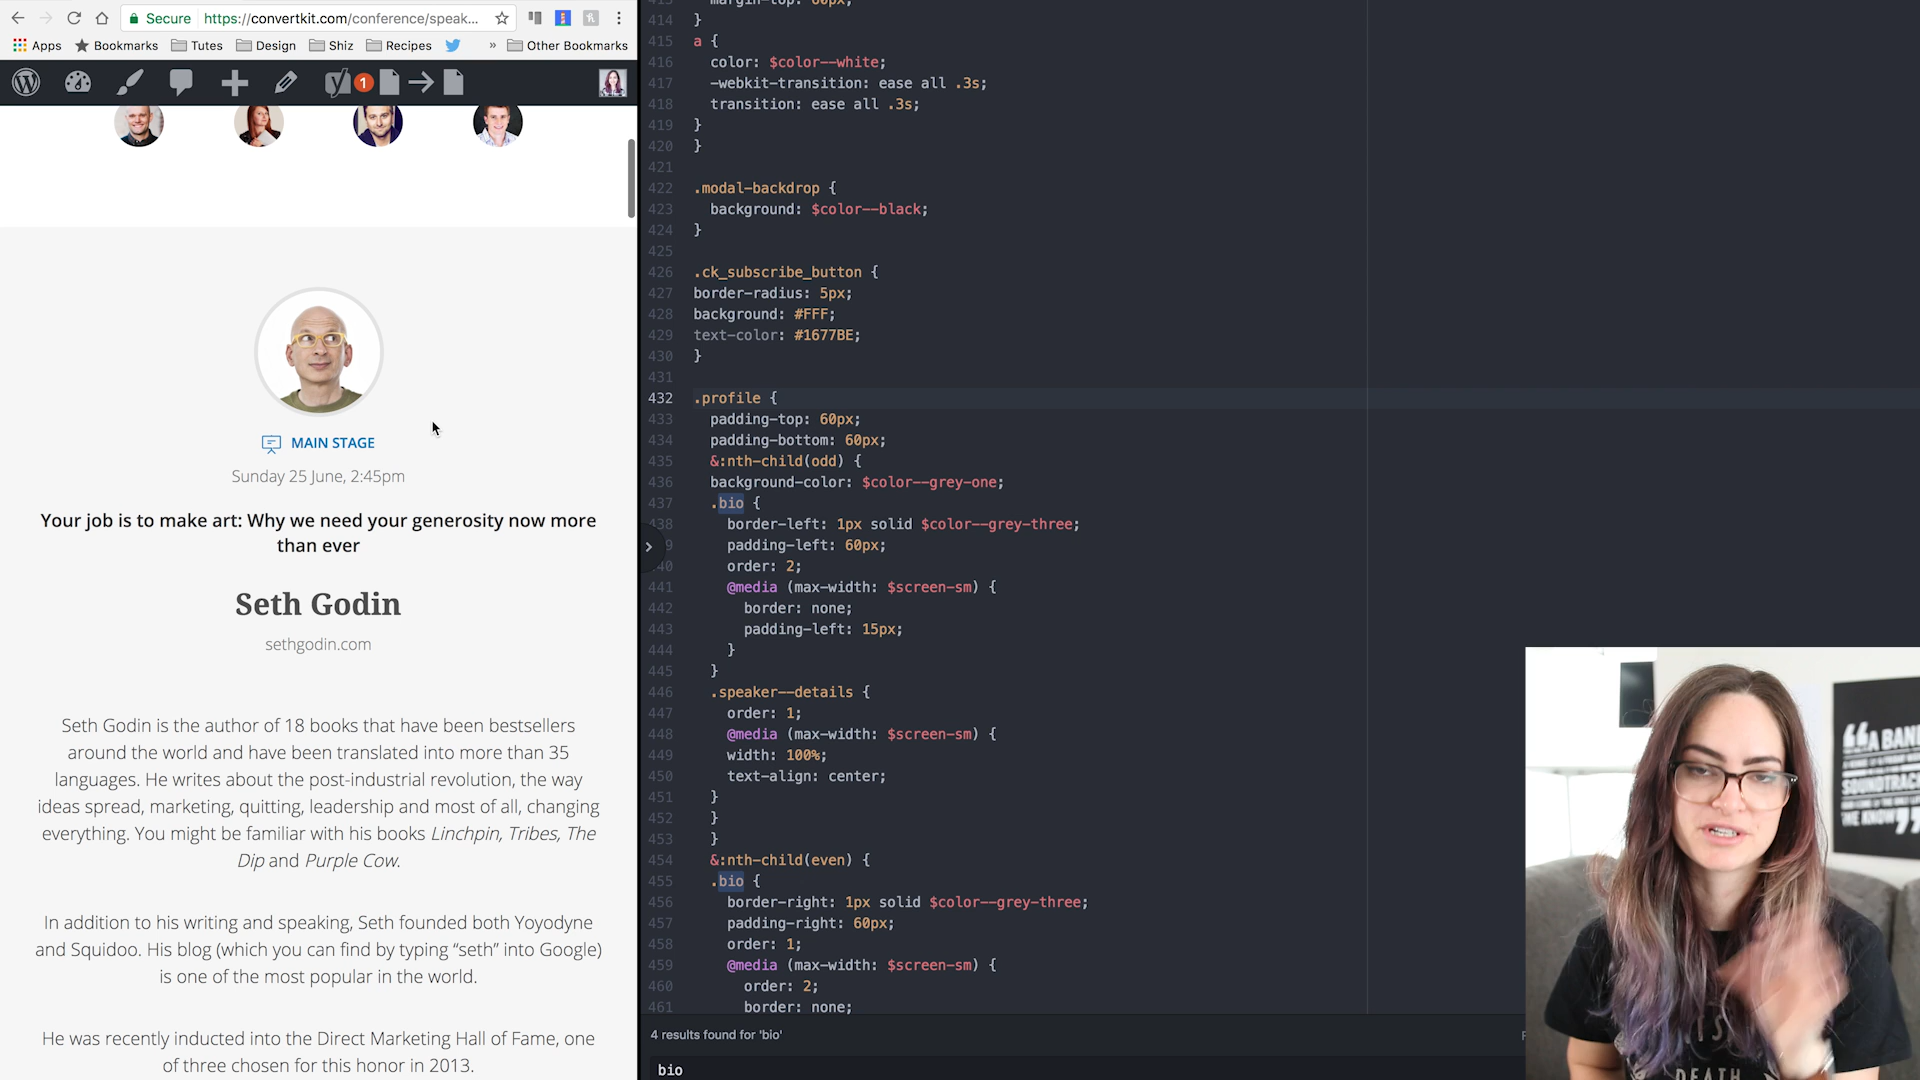 Secure
https://convertkit.com/conference/speak...
Apps
Bookmarks
Tutes
Design
Shiz
Recipes
»
Other Bookmarks
1
MAIN STAGE
Sunday 25 June, 2:45pm
Your job is to make art: Why we need your generosity now more
than ever
Seth Godin
sethgodin.com
Seth Godin is the author of 18 books that have been bestsellers
around the world and have been translated into more than 35
languages. He writes about the post-industrial revolution, the way
ideas spread, marketing, quitting, leadership and most of all, changing
everything. You might be familiar with his books Linchpin, Tribes, The
Dip and Purple Cow.
In addition to his writing and speaking, Seth founded both Yoyodyne
and Squidoo. His blog (which you can find by typing “seth” into Google)
is one of the most popular in the world.
He was recently inducted into the Direct Marketing Hall of Fame, one
of three chosen for this honor in 2013.
413 margin-top: 60px;
414 }
415 a {
416 color: $color--white;
417 -webkit-transition: ease all .3s;
418 transition: ease all .3s;
419 }
420 }
421
422 .modal-backdrop {
423 background: $color--black;
424 }
425
426 .ck_subscribe_button {
427 border-radius: 5px;
428 background: #FFF;
429 text-color: #1677BE;
430 }
431
432 .profile {
433 padding-top: 60px;
434 padding-bottom: 60px;
435 &:nth-child(odd) {
436 background-color: $color--grey-one;
437 .bio {
438 border-left: 1px solid $color--grey-three;
9 padding-left: 60px;
40 order: 2;
441 @media (max-width: $screen-sm) {
442 border: none;
443 padding-left: 15px;
444 }
445 }
446 .speaker--details {
447 order: 1;
448 @media (max-width: $screen-sm) {
449 width: 100%;
450 text-align: center;
451 }
452 }
453 }
454 &:nth-child(even) {
455 .bio {
456 border-right: 1px solid $color--grey-three;
457 padding-right: 60px;
458 order: 1;
459 @media (max-width: $screen-sm) {
460 order: 2;
461 border: none;
4 results found for 'bio'
bio
“A BAN
SOUNDTRAC
WE KNOW”
DEATH